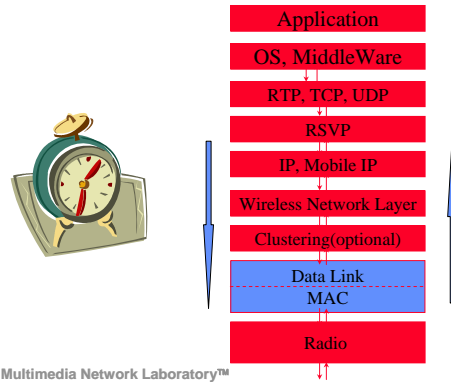 Application
OS, MiddleWare
RTP, TCP, UDP
RSVP
IP, Mobile IP
Wireless Network Layer
Clustering(optional)
Data Link
MAC
Radio
Multimedia Network Laboratory™